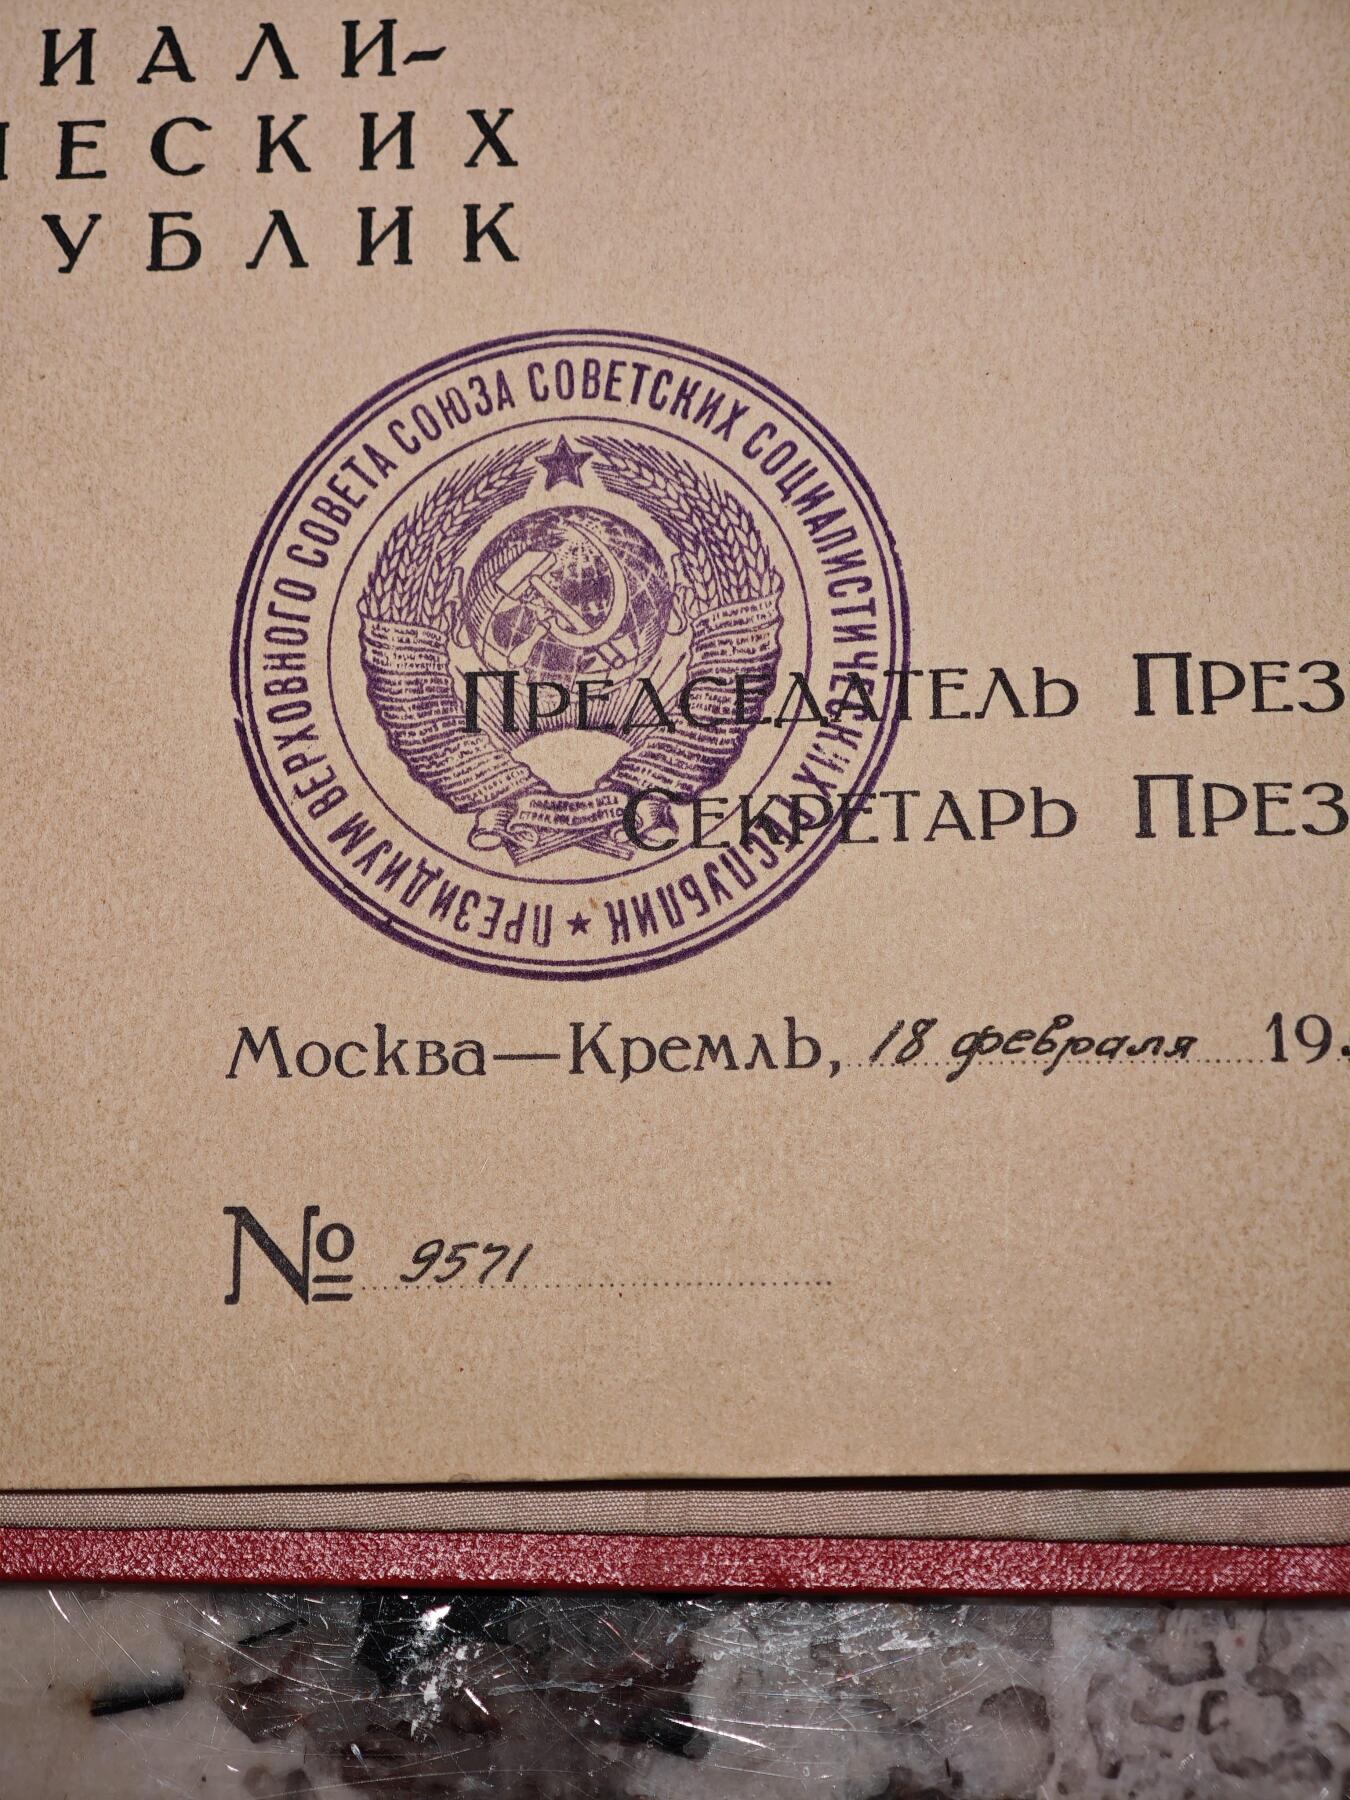 ИАЛИ-
ЧЕСКИХ
УБЛИК
ПРЕЗИДИУМ ВЕРХОВНОГО СОВЕТА СОЮЗА СОВЕТСКИХ СОЦИАЛИСТИЧЕСКИХ РЕСПУБЛИК ★
ПРЕДСЕДАТЕЛЬ ПРЕЗ
СЕКРЕТАРЬ ПРЕЗ
Москва—Кремль, 18 февраля 19
№ 9571